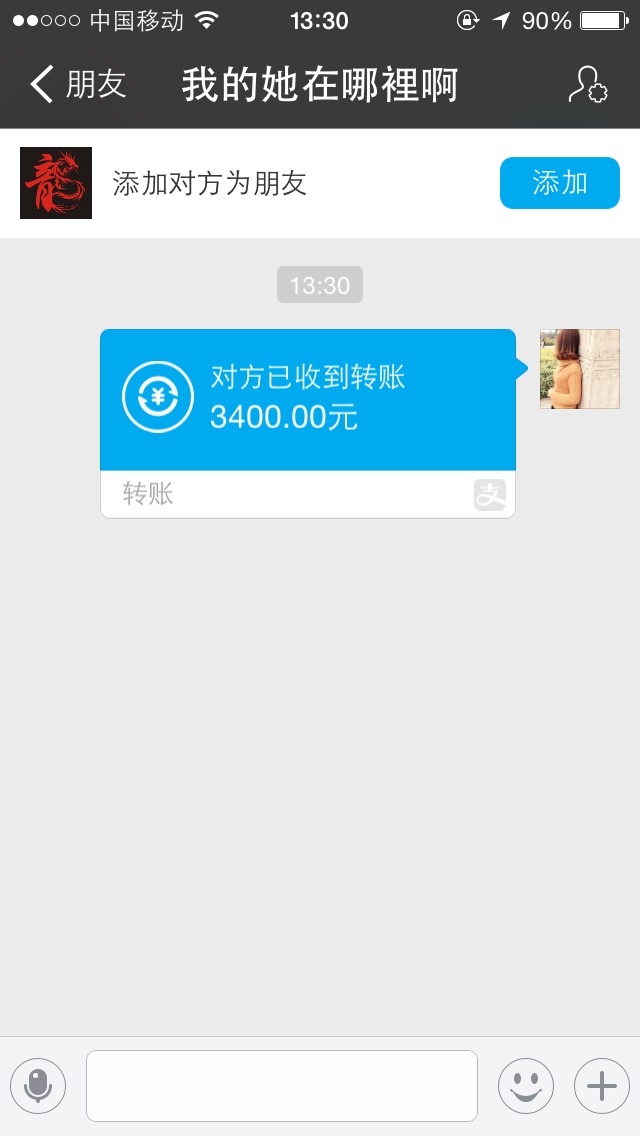 中国移动 13:30 90%
朋友 我的她在哪裡啊
龍
添加对方为朋友 添加
13:30
¥
对方已收到转账
3400.00元
转账 支